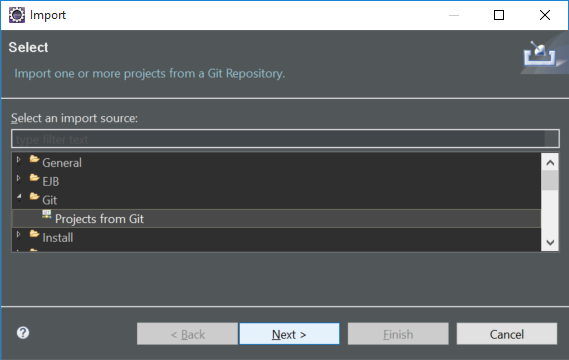 Import
Select
Import one or more projects from a Git Repository.
Select an import source:
type filter text
General
EJB
Git
Projects from Git
Install
< Back
Next >
Finish
Cancel